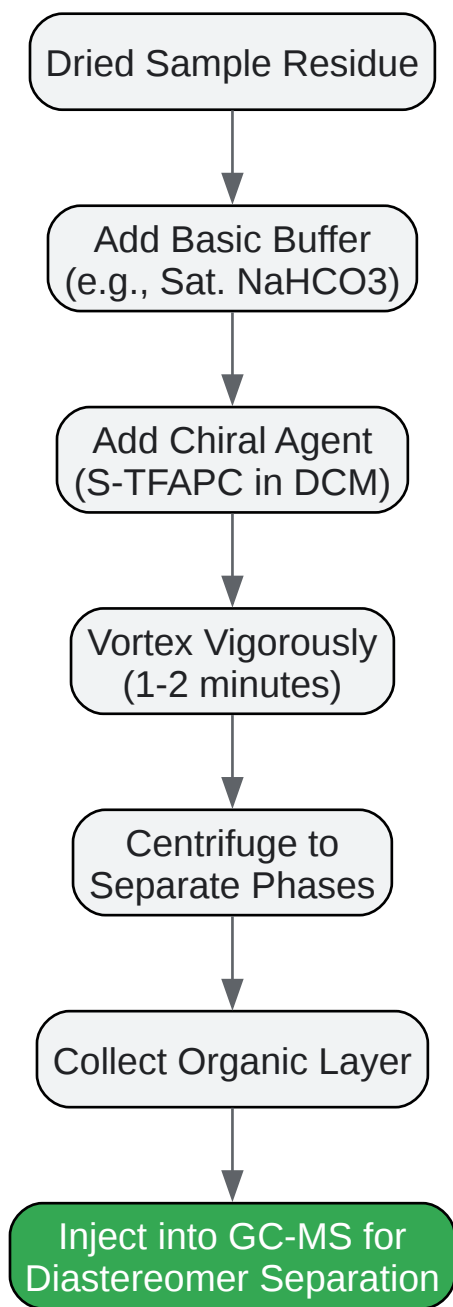 Dried Sample Residue
Add Basic Buffer
(e.g., Sat. NaHCO3)
Add Chiral Agent
(S-TFAPC in DCM)
Vortex Vigorously
(1-2 minutes)
Centrifuge to
Separate Phases
Collect Organic Layer
Inject into GC-MS for
Diastereomer Separation